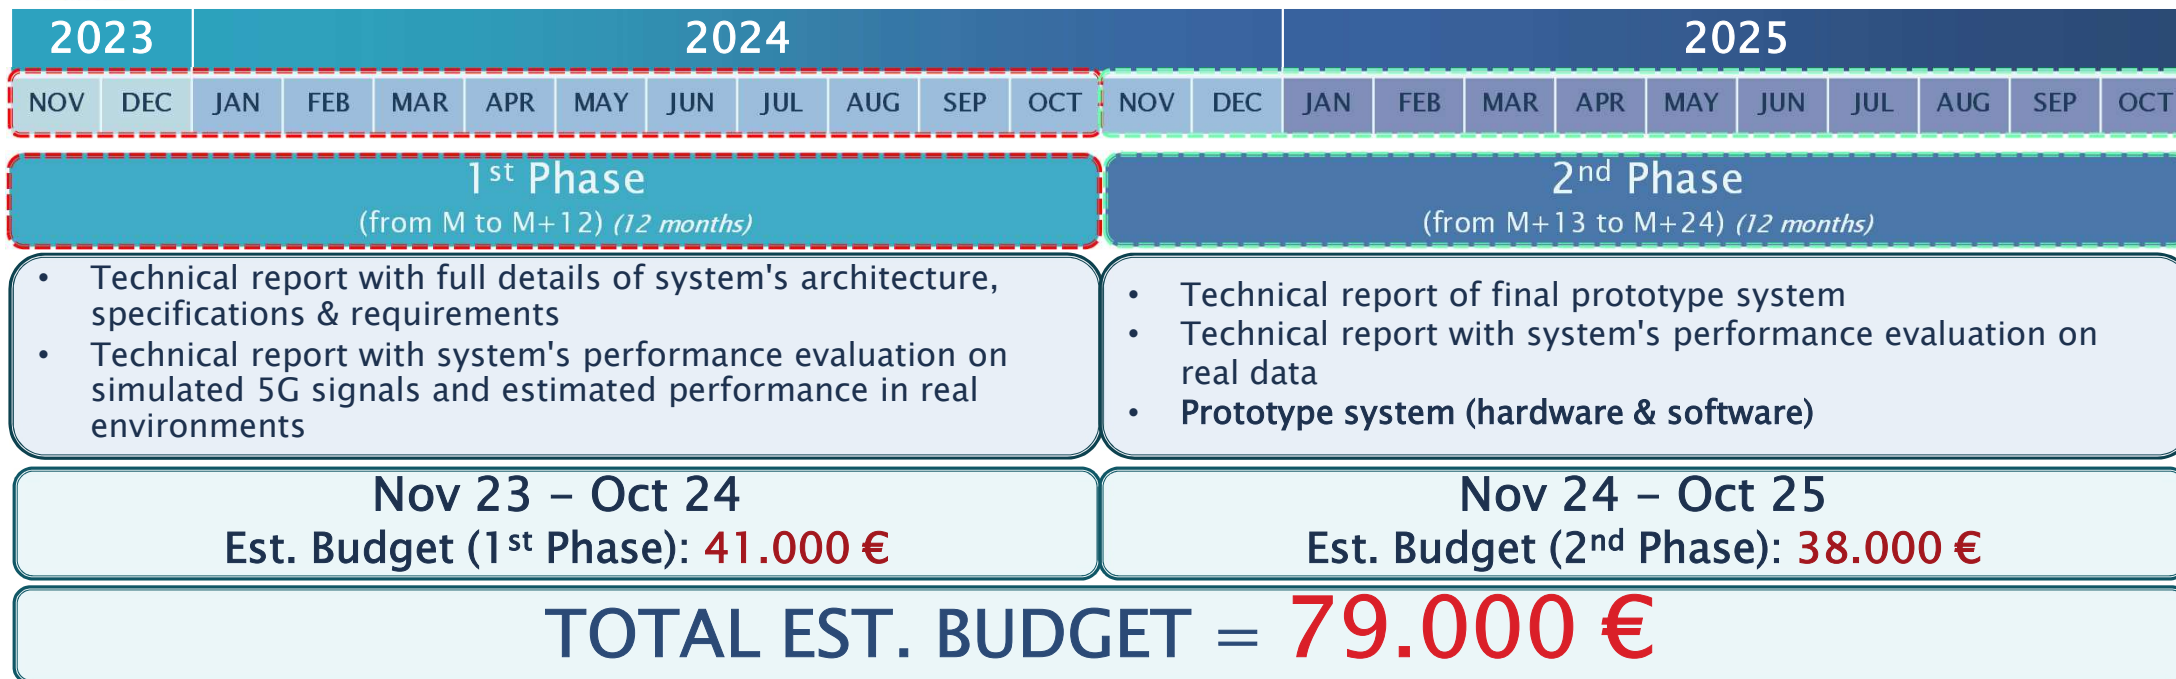 2023 2024 2025
NOV DEC JAN FEB MAR APR MAY JUN JUL AUG SEP OCT NOV DEC JAN FEB MAR APR MAY JUN JUL AUG SEP OCT
1st Phase
(from M to M+12) (12 months)
2nd Phase
(from M+13 to M+24) (12 months)
• Technical report with full details of system's architecture,
specifications & requirements
• Technical report with system's performance evaluation on
simulated 5G signals and estimated performance in real
environments
• Technical report of final prototype system
• Technical report with system's performance evaluation on
real data
• Prototype system (hardware & software)
Nov 23 – Oct 24
Est. Budget (1st Phase): 41.000 €
Nov 24 – Oct 25
Est. Budget (2nd Phase): 38.000 €
TOTAL EST. BUDGET = 79.000 €